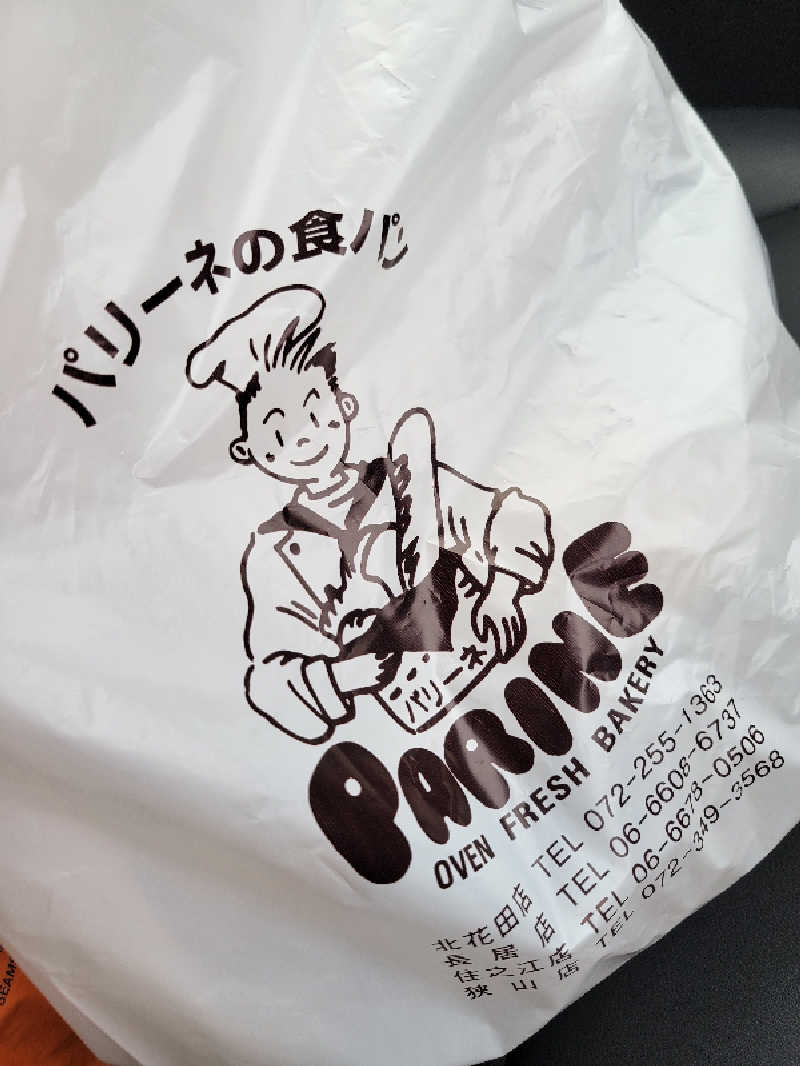 パリーネの食パン
パリーネ
PARINE
OVEN FRESH BAKERY
北花田店 TEL 072-255-1363
長居店 TEL 06-6608-6737
住之江店 TEL 06-6678-0506
狭山店 TEL 072-349-3568